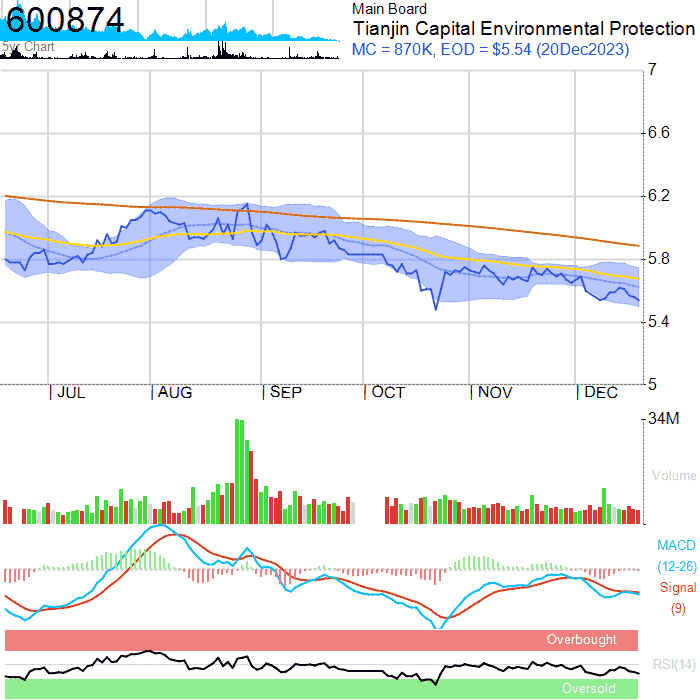 600874
5yr Chart
Main Board
Tianjin Capital Environmental Protection
MC = 870K, EOD = $5.54 (20Dec2023)
7
6.6
6.2
5.8
5.4
5
JUL
AUG
SEP
OCT
NOV
DEC
34M
Volume
MACD
(12-26)
Signal
(9)
Overbought
RSI(14)
Oversold